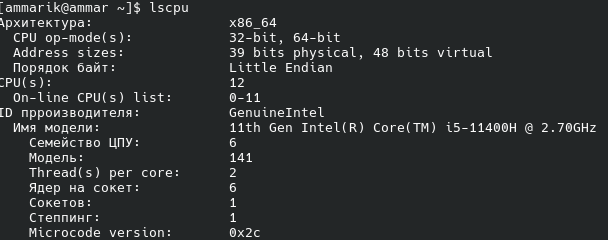 [ammarik@ammar ~]$ lscpu
Архитектура: x86_64
CPU op-mode(s): 32-bit, 64-bit
Address sizes: 39 bits physical, 48 bits virtual
Порядок байт: Little Endian
CPU(s): 12
On-line CPU(s) list: 0-11
ID прроизводителя: GenuineIntel
Имя модели: 11th Gen Intel(R) Core(TM) i5-11400H @ 2.70GHz
Семейство ЦПУ: 6
Модель: 141
Thread(s) per core: 2
Ядер на сокет: 6
Сокетов: 1
Степпинг: 1
Microcode version: 0x2c